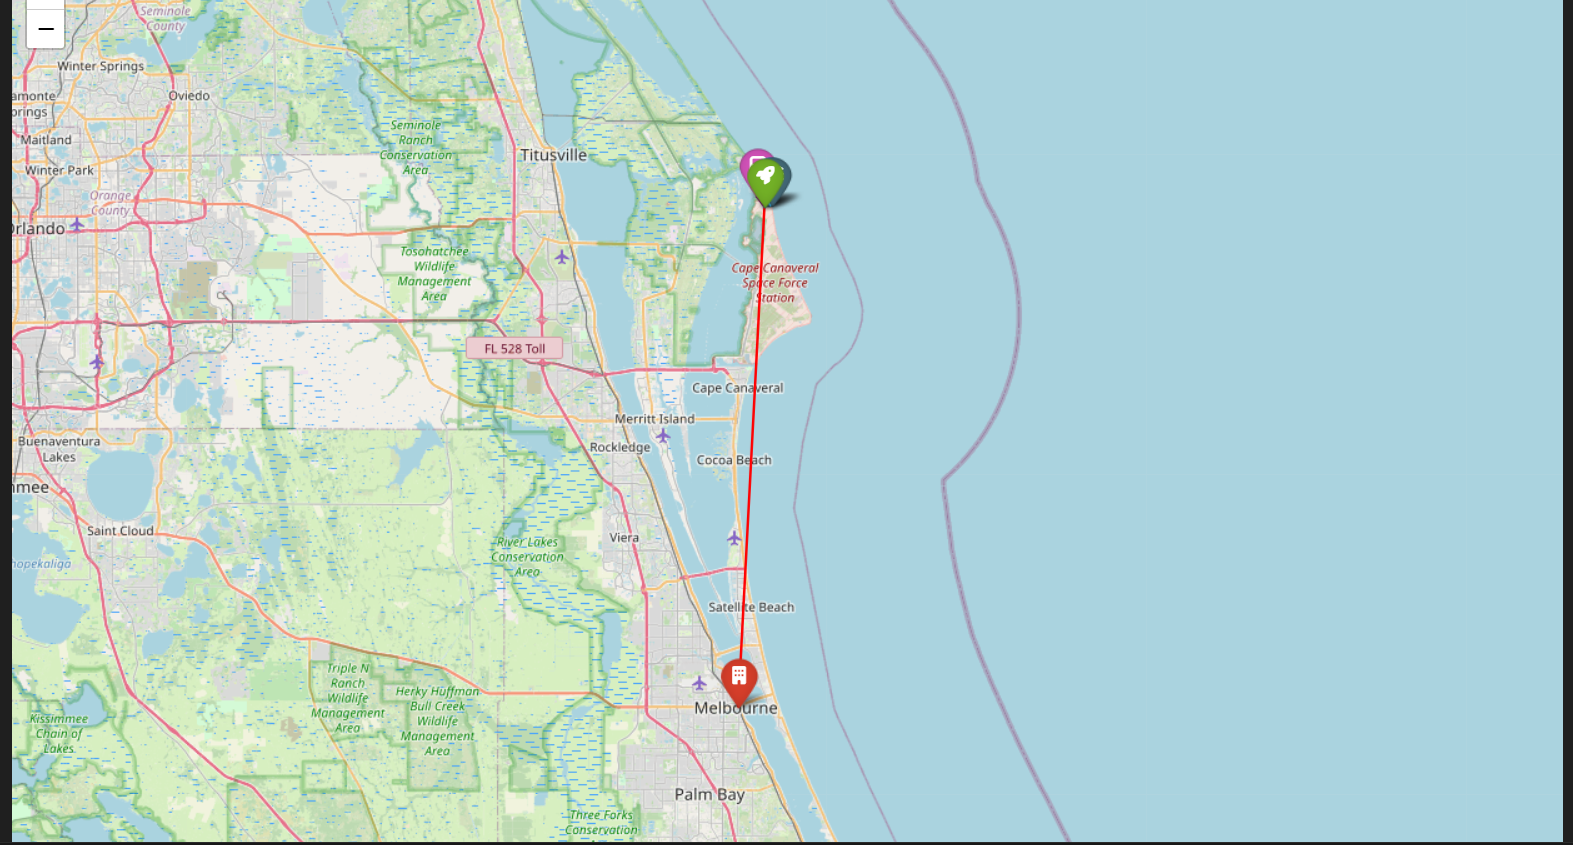 Seminole
County
−
Winter Springs
Oviedo
amonte
prings
Maitland
Seminole
Ranch
Conservation
Area
Titusville
Winter Park
Orange
County
Orlando
Tosohatchee
Wildlife
Management
Area
Cape Canaveral
Space Force
Station
FL 528 Toll
Cape Canaveral
Merritt Island
Rockledge
Buenaventura
Lakes
Cocoa Beach
mmee
Saint Cloud
Viera
River Lakes
Conservation
Area
hopekaliga
Satellite Beach
Triple N
Ranch
Wildlife
Management
Area
Herky Huffman
Bull Creek
Wildlife
Management
Area
Melbourne
Kissimmee
Chain of
Lakes
Palm Bay
Three Forks
Conservation